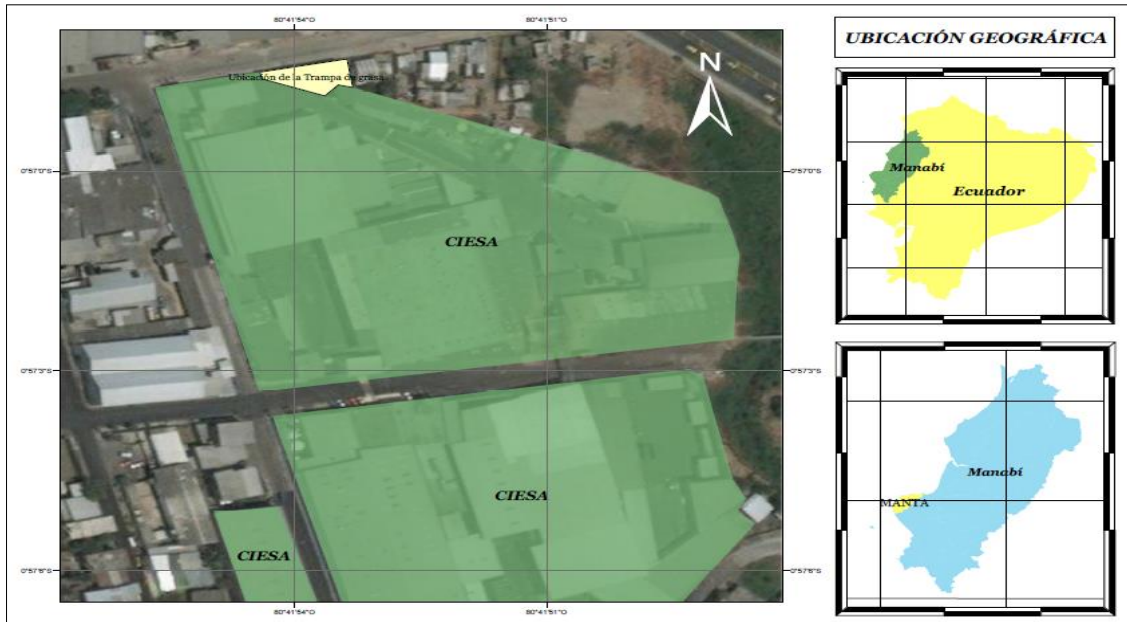 80°41'54"O
80°41'51"O
UBICACIÓN GEOGRÁFICA
Ubicación de la Trampa de grasa
N
0°57'0"S
0°57'0"S
CIESA
Manabí
Ecuador
0°57'3"S
0°57'3"S
CIESA
Manabí
MANTA
CIESA
0°57'6"S
0°57'6"S
80°41'54"O
80°41'51"O